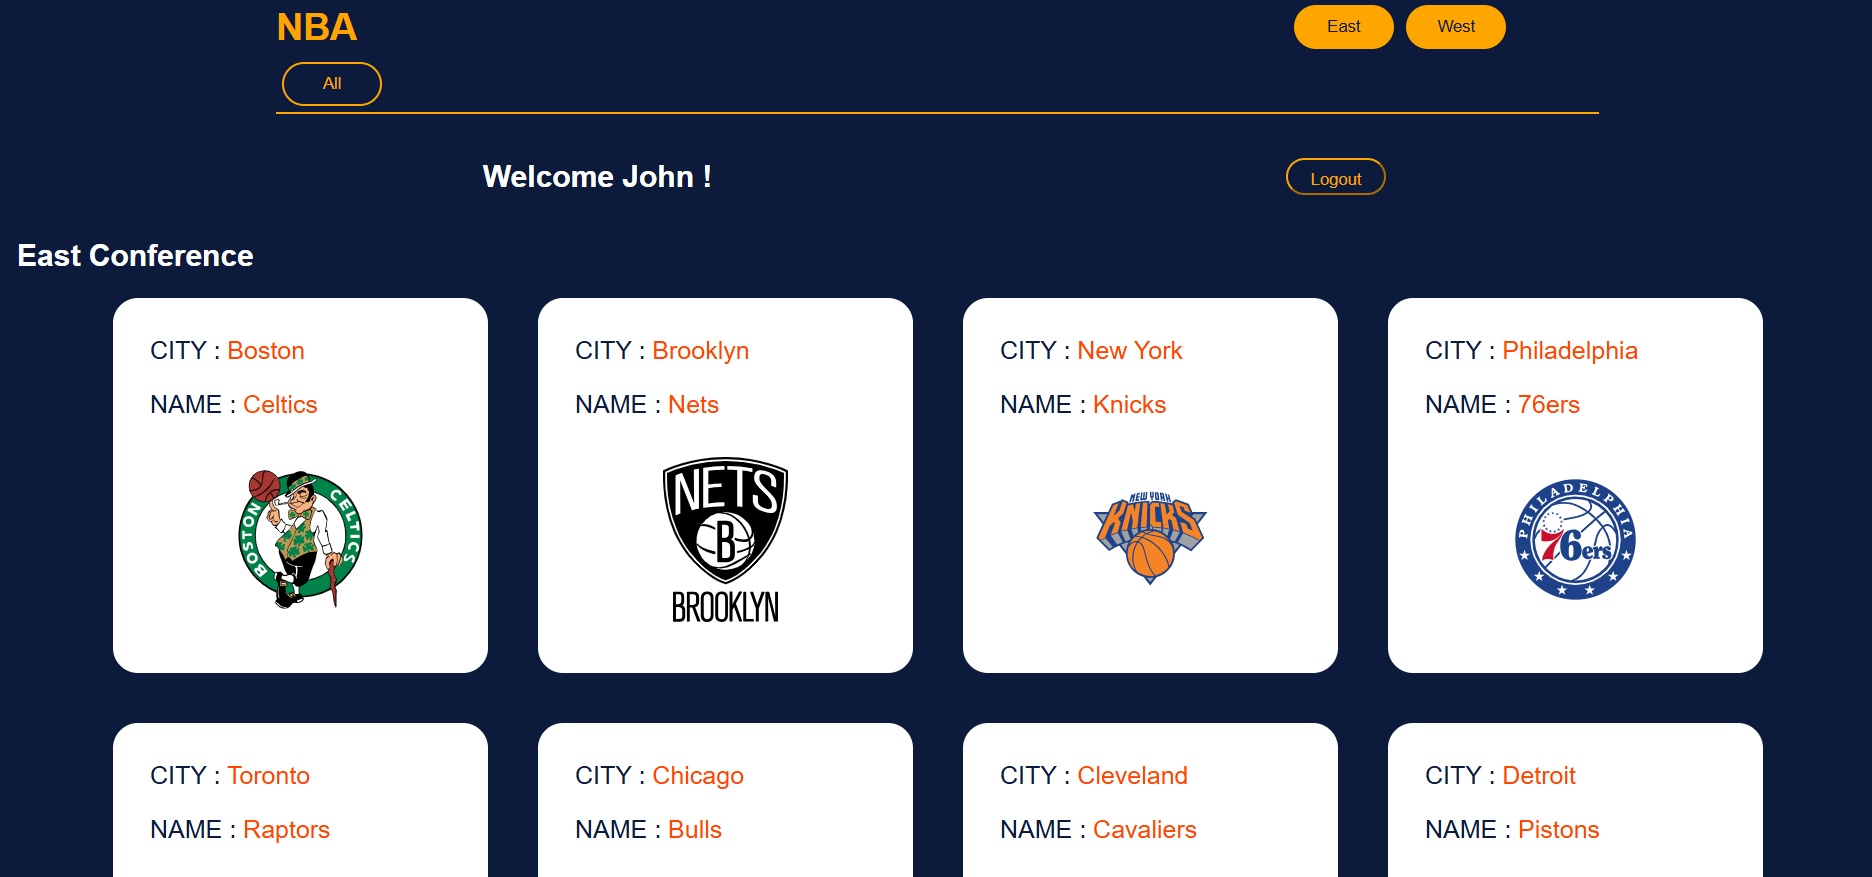 NBA
East West
All
Welcome John !
Logout
East Conference
CITY : Boston
NAME : Celtics
BOSTON CELTICS
CITY : Brooklyn
NAME : Nets
NETS
B
BROOKLYN
CITY : New York
NAME : Knicks
NEW YORK
KNICKS
CITY : Philadelphia
NAME : 76ers
PHILADELPHIA
76ers
CITY : Toronto
NAME : Raptors
CITY : Chicago
NAME : Bulls
CITY : Cleveland
NAME : Cavaliers
CITY : Detroit
NAME : Pistons